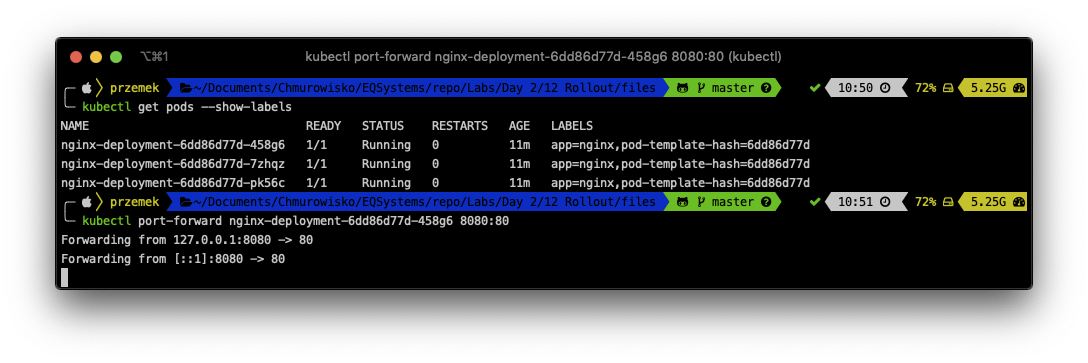 ⌥⌘1 kubectl port-forward nginx-deployment-6dd86d77d-458g6 8080:80 (kubectl)
przemek ~/Documents/Chmurowisko/EQSystems/repo/Labs/Day 2/12 Rollout/files master ? ✔ 10:50 72% 5.25G
kubectl get pods --show-labels
NAME READY STATUS RESTARTS AGE LABELS
nginx-deployment-6dd86d77d-458g6 1/1 Running 0 11m app=nginx,pod-template-hash=6dd86d77d
nginx-deployment-6dd86d77d-7zhqz 1/1 Running 0 11m app=nginx,pod-template-hash=6dd86d77d
nginx-deployment-6dd86d77d-pk56c 1/1 Running 0 11m app=nginx,pod-template-hash=6dd86d77d
przemek ~/Documents/Chmurowisko/EQSystems/repo/Labs/Day 2/12 Rollout/files master ? ✔ 10:51 72% 5.25G
kubectl port-forward nginx-deployment-6dd86d77d-458g6 8080:80
Forwarding from 127.0.0.1:8080 -> 80
Forwarding from [::1]:8080 -> 80